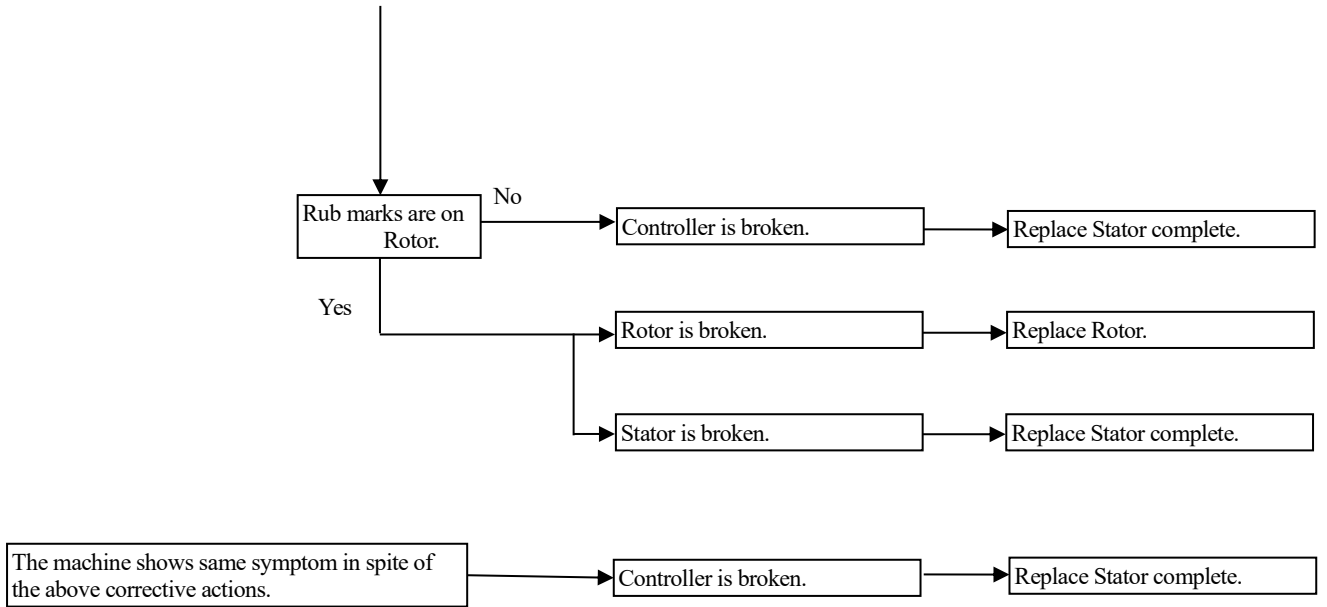 Rub marks are on
Rotor.
No
Controller is broken.
Replace Stator complete.
Yes
Rotor is broken.
Replace Rotor.
Stator is broken.
Replace Stator complete.
The machine shows same symptom in spite of
the above corrective actions.
Controller is broken.
Replace Stator complete.